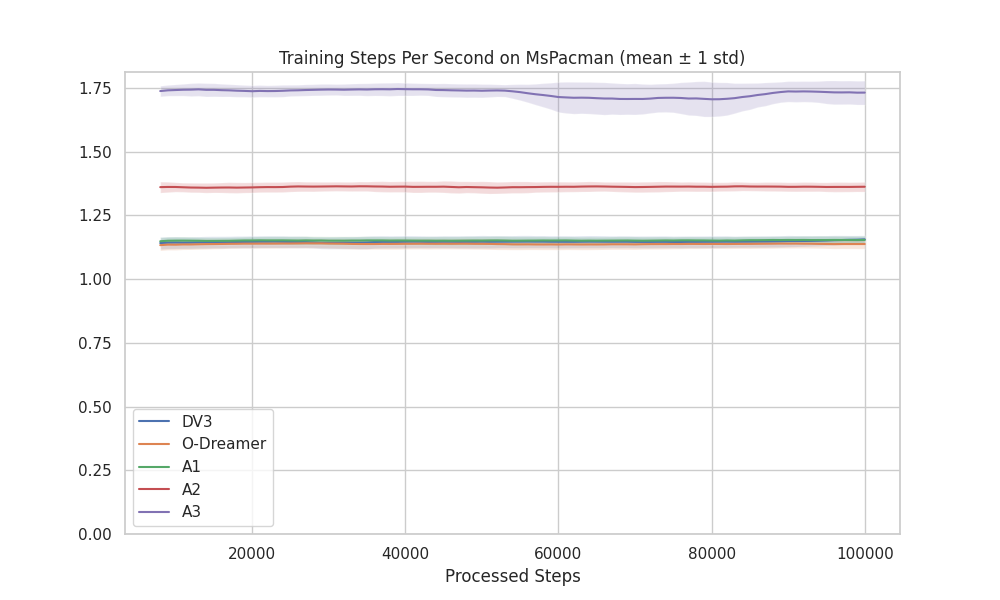 Training Steps Per Second on MsPacman (mean ± 1 std)
1.75
1.50
1.25
1.00
0.75
0.50
0.25
0.00
DV3
O-Dreamer
A1
A2
A3
20000 40000 60000 80000 100000
Processed Steps